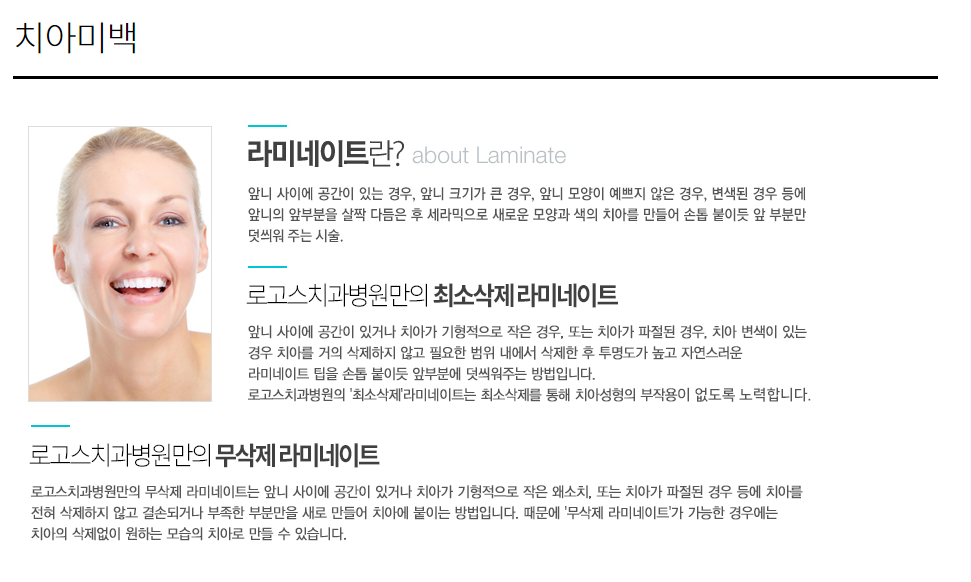 치아미백
라미네이트란? about Laminate
앞니 사이에 공간이 있는 경우, 앞니 크기가 큰 경우, 앞니 모양이 예쁘지 않은 경우, 변색된 경우 등에
앞니의 앞부분을 살짝 다듬은 후 세라믹으로 새로운 모양과 색의 치아를 만들어 손톱 붙이듯 앞 부분만
덧씌워 주는 시술.
로고스치과병원만의 최소삭제 라미네이트
앞니 사이에 공간이 있거나 치아가 기형적으로 작은 경우, 또는 치아가 파절된 경우, 치아 변색이 있는
경우 치아를 거의 삭제하지 않고 필요한 범위 내에서 삭제한 후 투명도가 높고 자연스러운
라미네이트 팁을 손톱 붙이듯 앞부분에 덧씌워주는 방법입니다.
로고스치과병원의 '최소삭제'라미네이트는 최소삭제를 통해 치아성형의 부작용이 없도록 노력합니다.
로고스치과병원만의 무삭제 라미네이트
로고스치과병원만의 무삭제 라미네이트는 앞니 사이에 공간이 있거나 치아가 기형적으로 작은 왜소치, 또는 치아가 파절된 경우 등에 치아를
전혀 삭제하지 않고 결손되거나 부족한 부분만을 새로 만들어 치아에 붙이는 방법입니다. 때문에 '무삭제 라미네이트'가 가능한 경우에는
치아의 삭제없이 원하는 모습의 치아로 만들 수 있습니다.